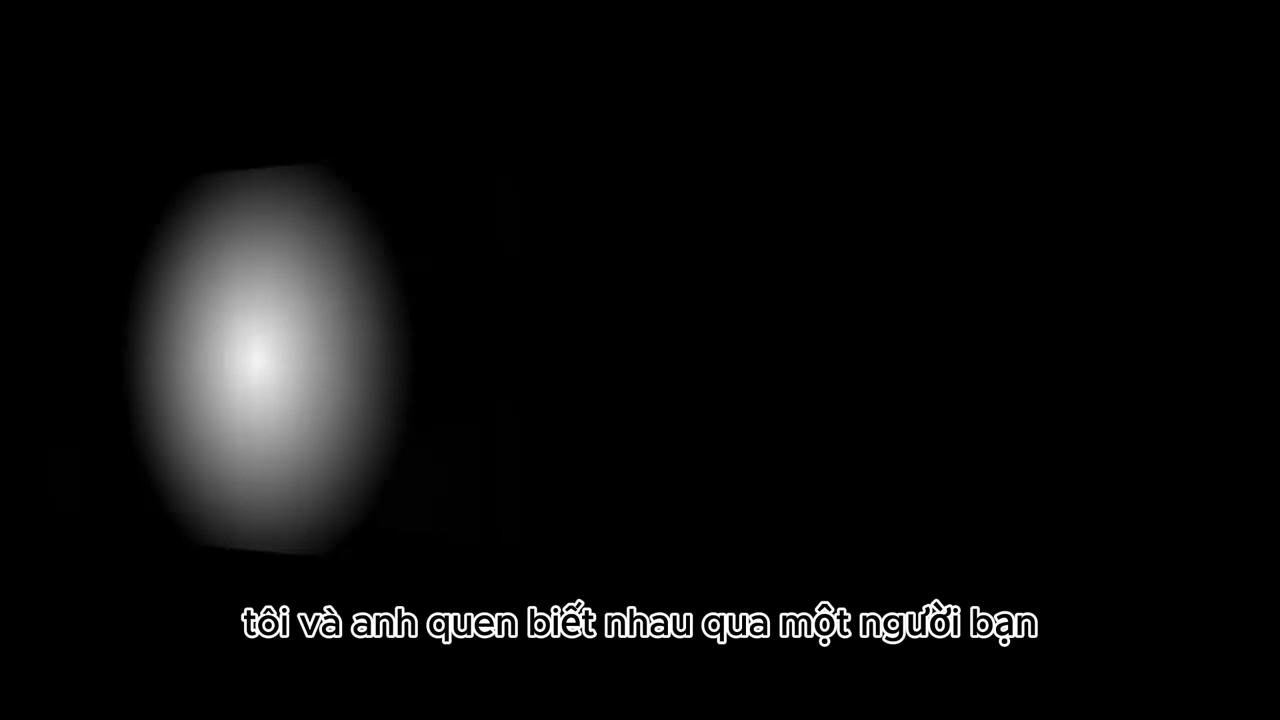 tôi và anh quen biết nhau qua một người bạn